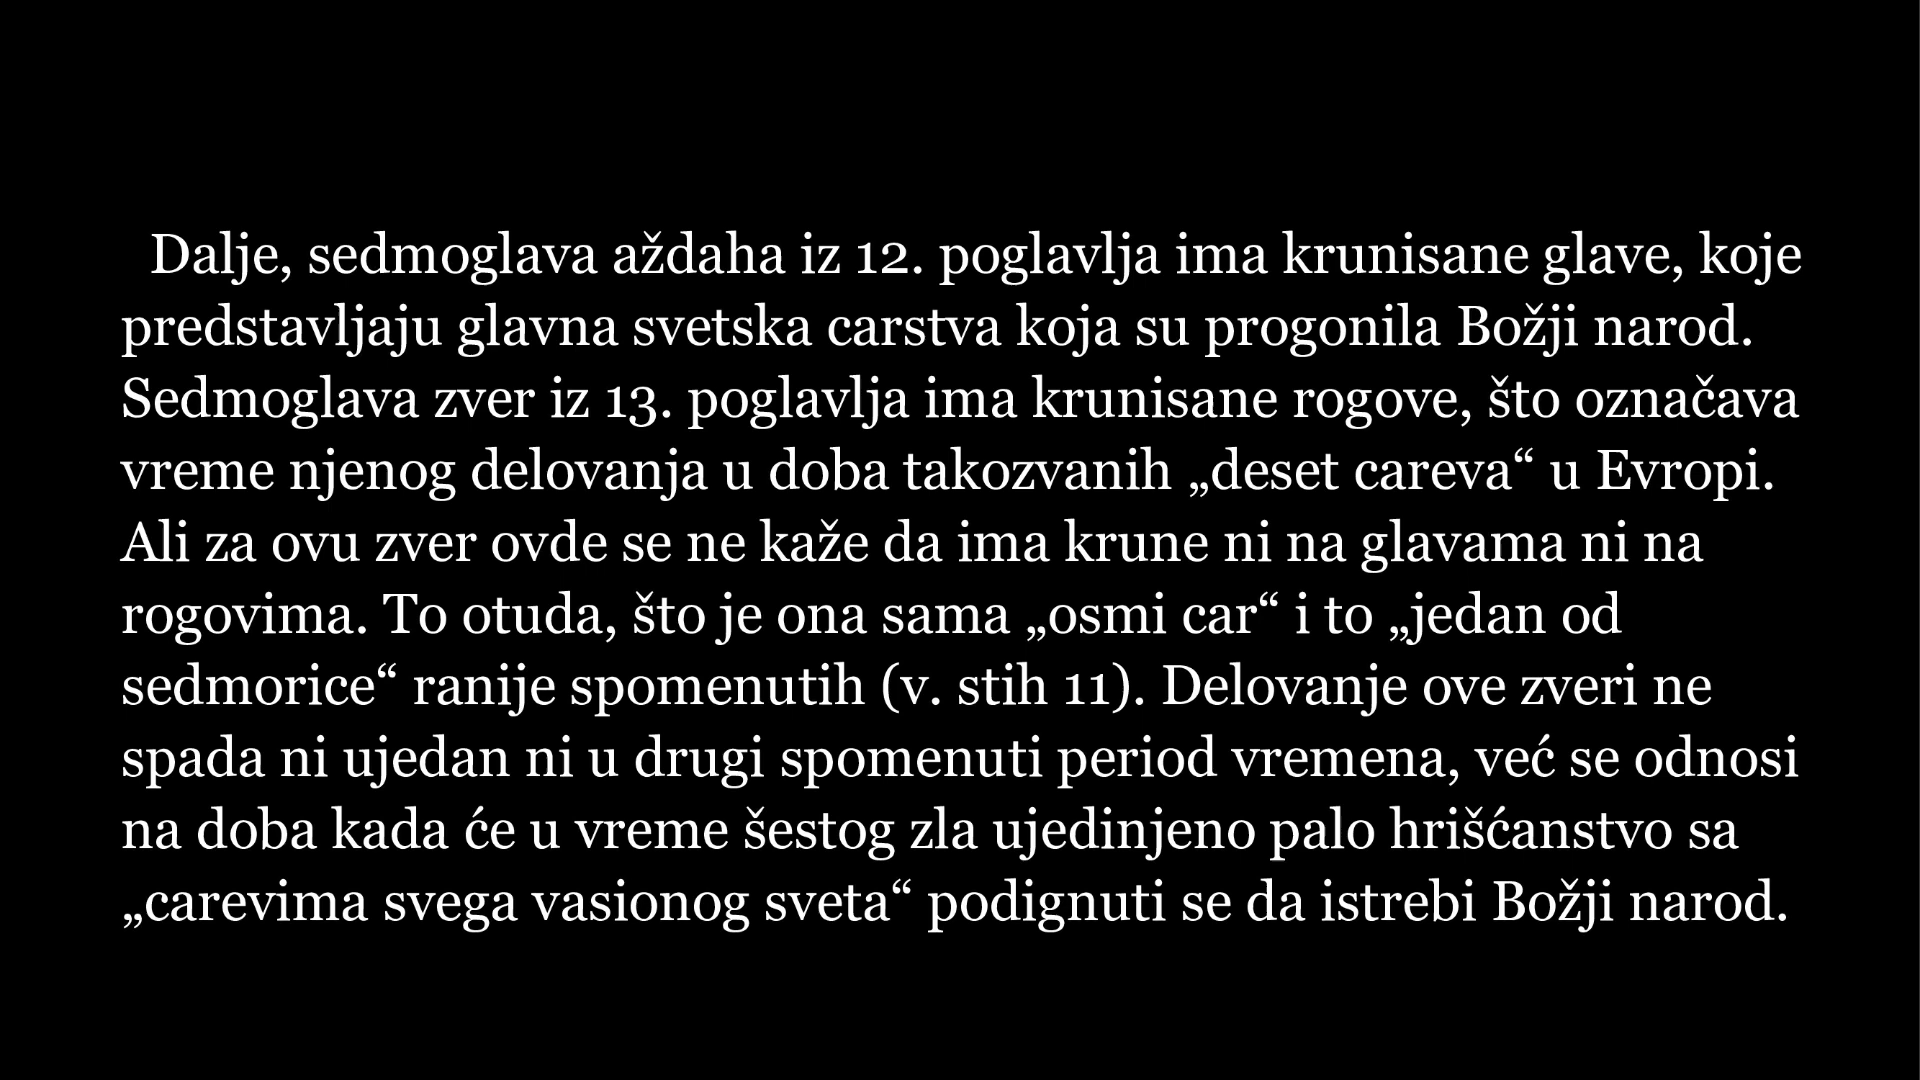 Dalje, sedmoglava aždaha iz 12. poglavlja ima krunisane glave, koje
predstavljaju glavna svetska carstva koja su progonila Božji narod.
Sedmoglava zver iz 13. poglavlja ima krunisane rogove, što označava
vreme njenog delovanja u doba takozvanih „deset careva“ u Evropi.
Ali za ovu zver ovde se ne kaže da ima krune ni na glavama ni na
rogovima. To otuda, što je ona sama „osmi car“ i to „jedan od
sedmorice“ ranije spomenutih (v. stih 11). Delovanje ove zveri ne
spada ni ujedan ni u drugi spomenuti period vremena, već se odnosi
na doba kada će u vreme šestog zla ujedinjeno palo hrišćanstvo sa
„carevima svega vasionog sveta“ podignuti se da istrebi Božji narod.